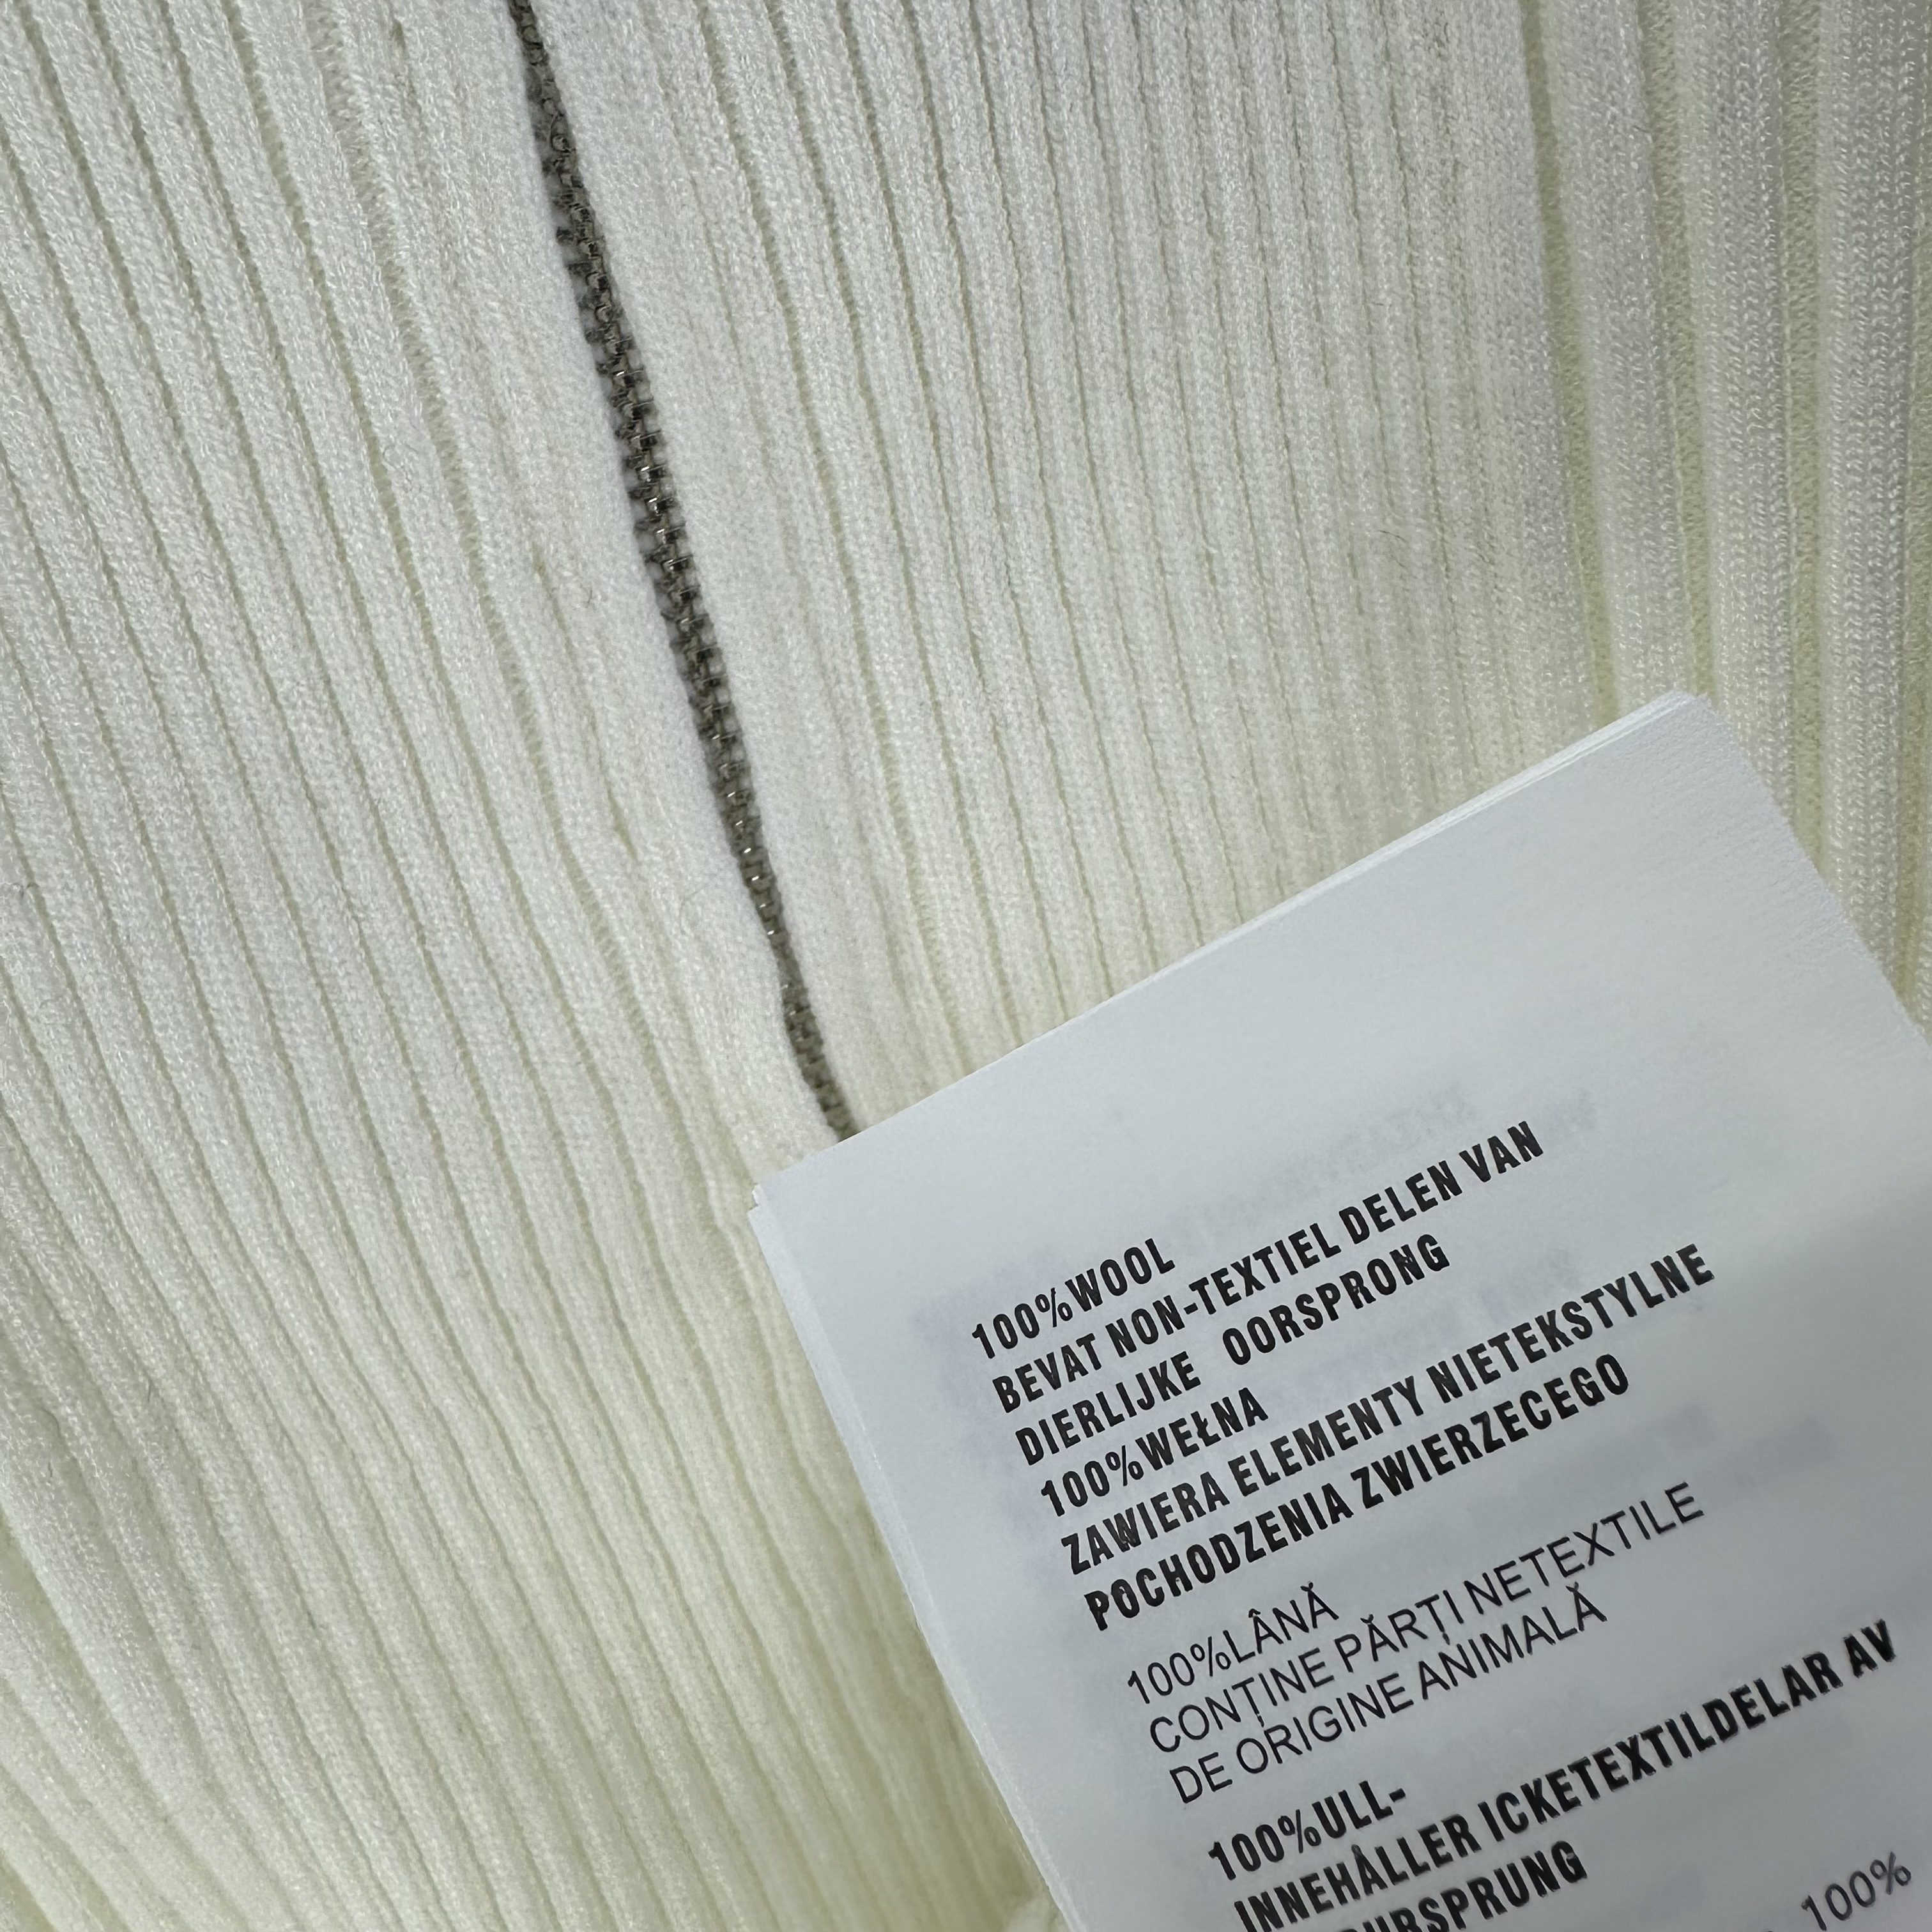 100%WOOL
BEVAT NON-TEXTIEL DELEN VAN
DIERLIJKE OORSPRONG
100%WEŁNA
ZAWIERA ELEMENTY NIETEKSTYLNE
POCHODZENIA ZWIERZECEGO
100%LÂNĂ
CONȚINE PĂRȚI NETEXTILE
DE ORIGINE ANIMALĂ
100%ULL-
INNEHÅLLER ICKETEXTILDELAR AV
100%